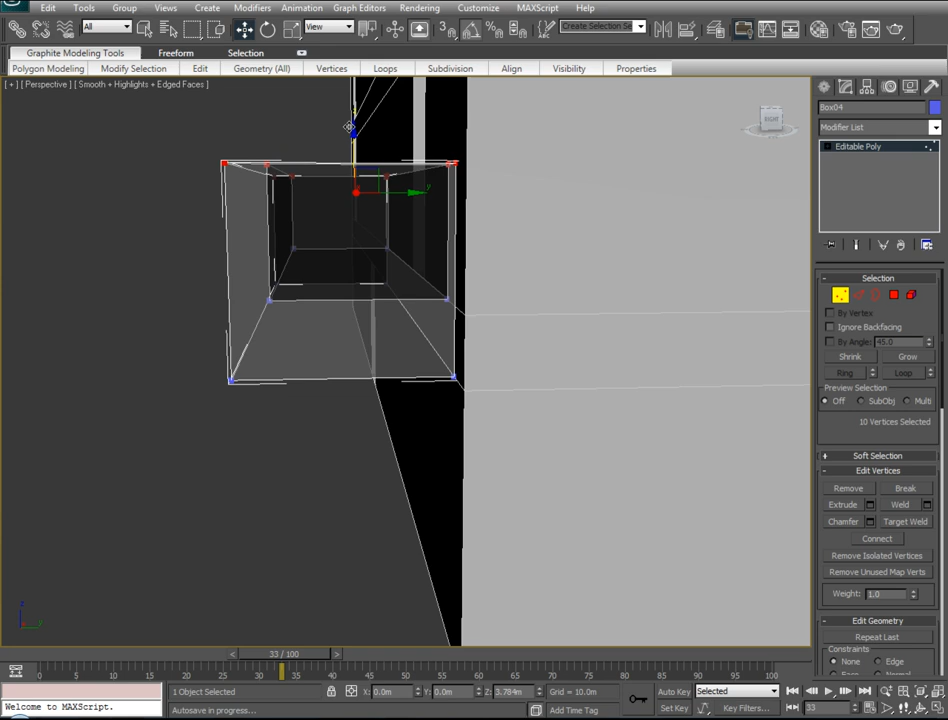 Edit Tools Group Views Create Modifiers Animation Graph Editors Rendering Customize MAXScript Help
All View Create Selection Se
Graphite Modeling Tools Freeform Selection
Polygon Modeling Modify Selection Edit Geometry (All) Vertices Loops Subdivision Align Visibility Properties
[ + ] [ Perspective ] [ Smooth + Highlights + Edged Faces ]
RIGHT
Box04
Modifier List
Editable Poly
Selection
By Vertex
Ignore Backfacing
By Angle: 45.0
Shrink Grow
Ring Loop
Preview Selection
Off SubObj Multi
10 Vertices Selected
Soft Selection
Edit Vertices
Remove Break
Extrude Weld
Chamfer Target Weld
Connect
Remove Isolated Vertices
Remove Unused Map Verts
Weight: 1.0
Edit Geometry
Repeat Last
Constraints
None Edge
y
z
33 / 100
5 10 15 20 25 30 35 40 45 50 55 60 65 70 75 80 85 90 95 100
1 Object Selected X: 0.0m Y: 0.0m Z: 3.784m Grid = 10.0m Auto Key Selected
Welcome to MAXScript. Autosave in progress... Add Time Tag Set Key Key Filters... 33